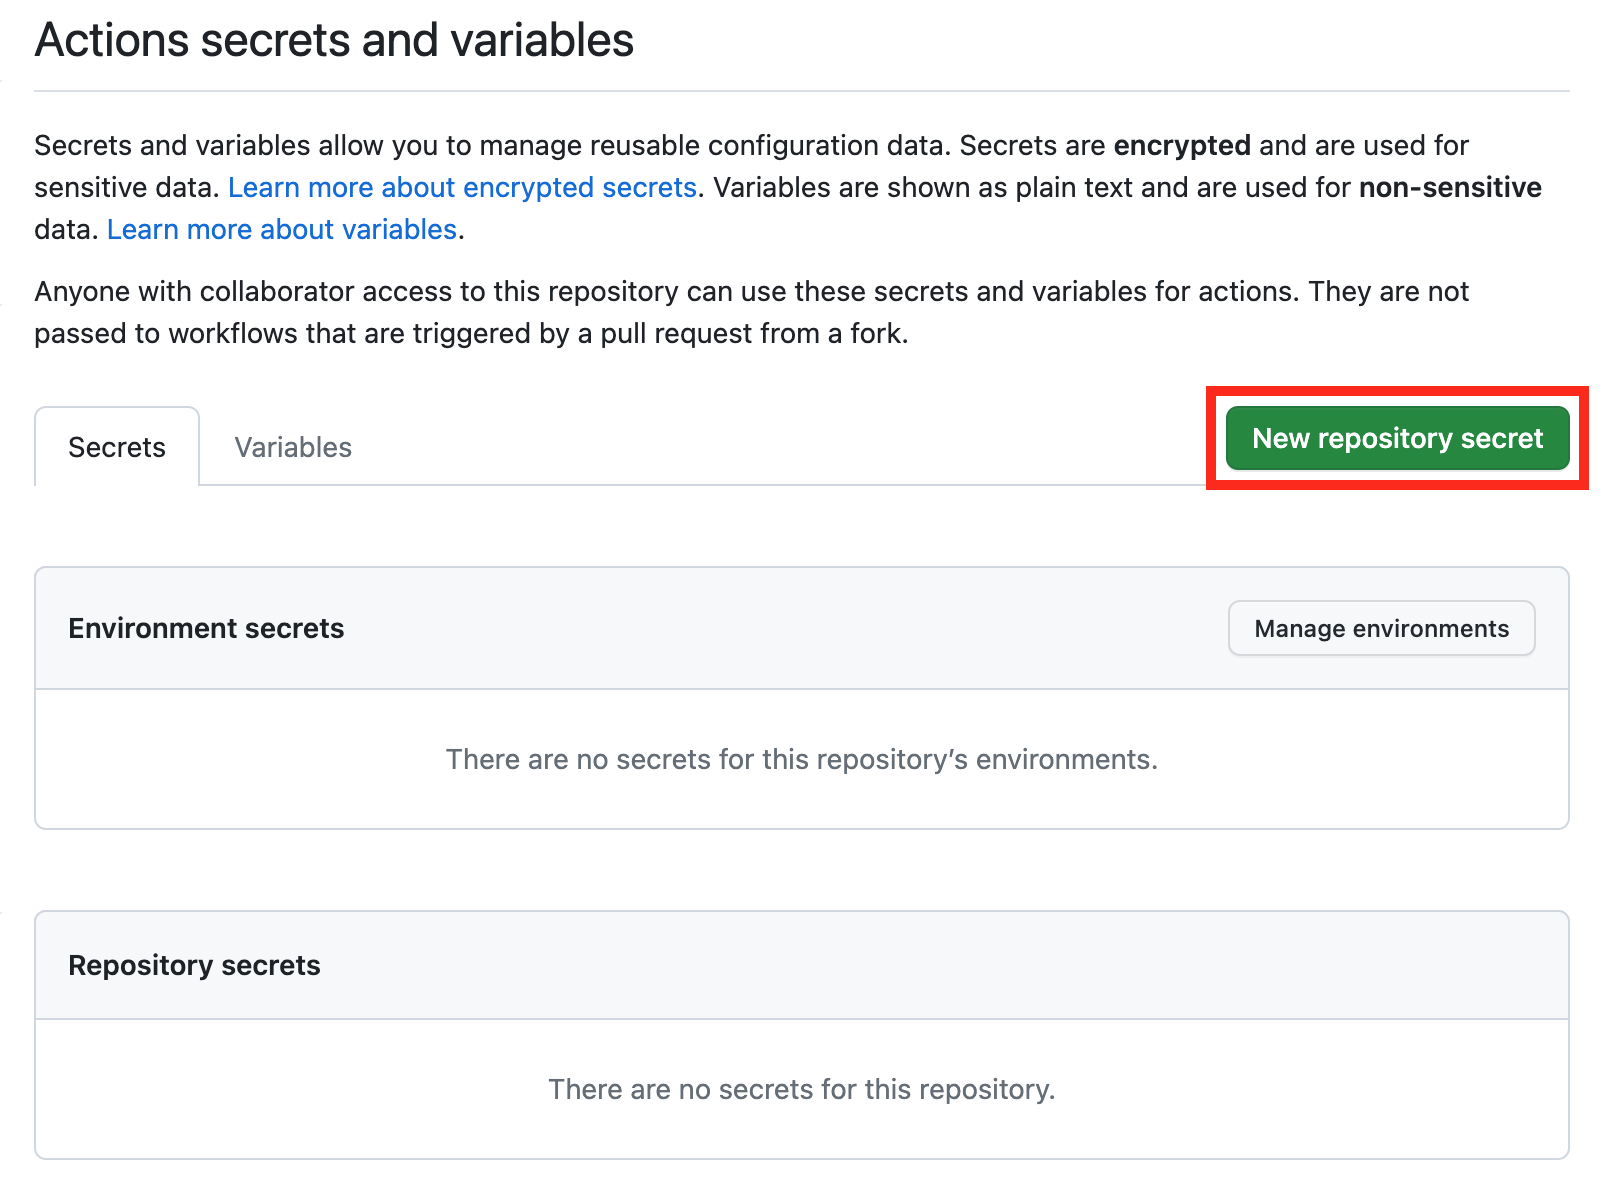 Actions secrets and variables
Secrets and variables allow you to manage reusable configuration data. Secrets are encrypted and are used for
sensitive data. Learn more about encrypted secrets. Variables are shown as plain text and are used for non-sensitive
data. Learn more about variables.
Anyone with collaborator access to this repository can use these secrets and variables for actions. They are not
passed to workflows that are triggered by a pull request from a fork.
Secrets
Variables
New repository secret
Environment secrets
Manage environments
There are no secrets for this repository’s environments.
Repository secrets
There are no secrets for this repository.